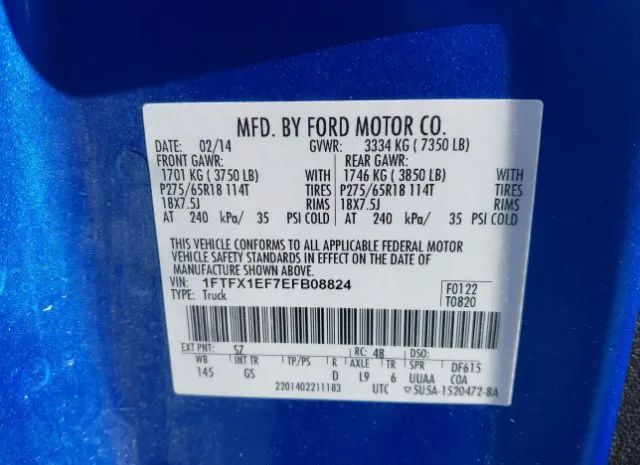 MFD. BY FORD MOTOR CO.
DATE: 02/14 GVWR: 3334 KG ( 7350 LB)
FRONT GAWR: REAR GAWR:
1701 KG ( 3750 LB) WITH 1746 KG ( 3850 LB) WITH
P275/65R18 114T TIRES P275/65R18 114T TIRES
18X7.5J RIMS 18X7.5J RIMS
AT 240 kPa/ 35 PSI COLD AT 240 kPa/ 35 PSI COLD
THIS VEHICLE CONFORMS TO ALL APPLICABLE FEDERAL MOTOR
VEHICLE SAFETY STANDARDS IN EFFECT ON THE DATE OF
MANUFACTURE SHOWN ABOVE.
VIN: 1FTFX1EF7EFB08824 F0122
TYPE: Truck T0820
EXT PNT: S7 RC: 48 DSO:
WB INT TR TP/PS R AXLE TR SPR DF615
145 GS D L9 6 UUAA C0A
2201402211183 UTC ▽5U5A-1520472-BA